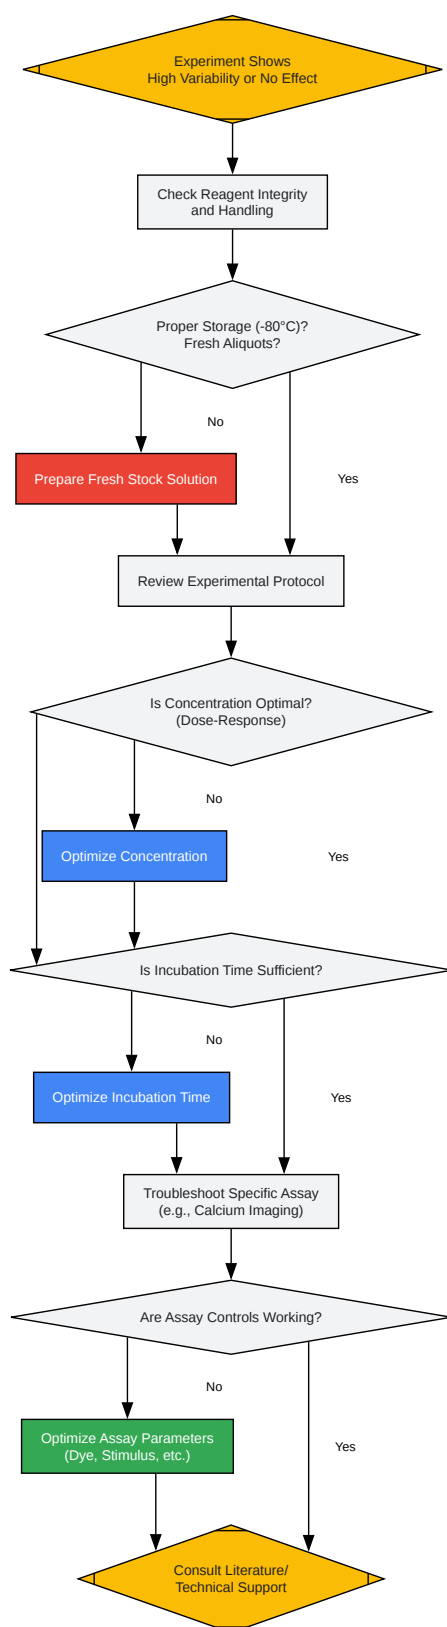 Experiment Shows
High Variability or No Effect
Check Reagent Integrity
and Handling
Proper Storage (-80°C)?
Fresh Aliquots?
No
Prepare Fresh Stock Solution
Yes
Review Experimental Protocol
Is Concentration Optimal?
(Dose-Response)
No
Optimize Concentration
Yes
Is Incubation Time Sufficient?
No
Optimize Incubation Time
Yes
Troubleshoot Specific Assay
(e.g., Calcium Imaging)
Are Assay Controls Working?
No
Optimize Assay Parameters
(Dye, Stimulus, etc.)
Yes
Consult Literature/
Technical Support